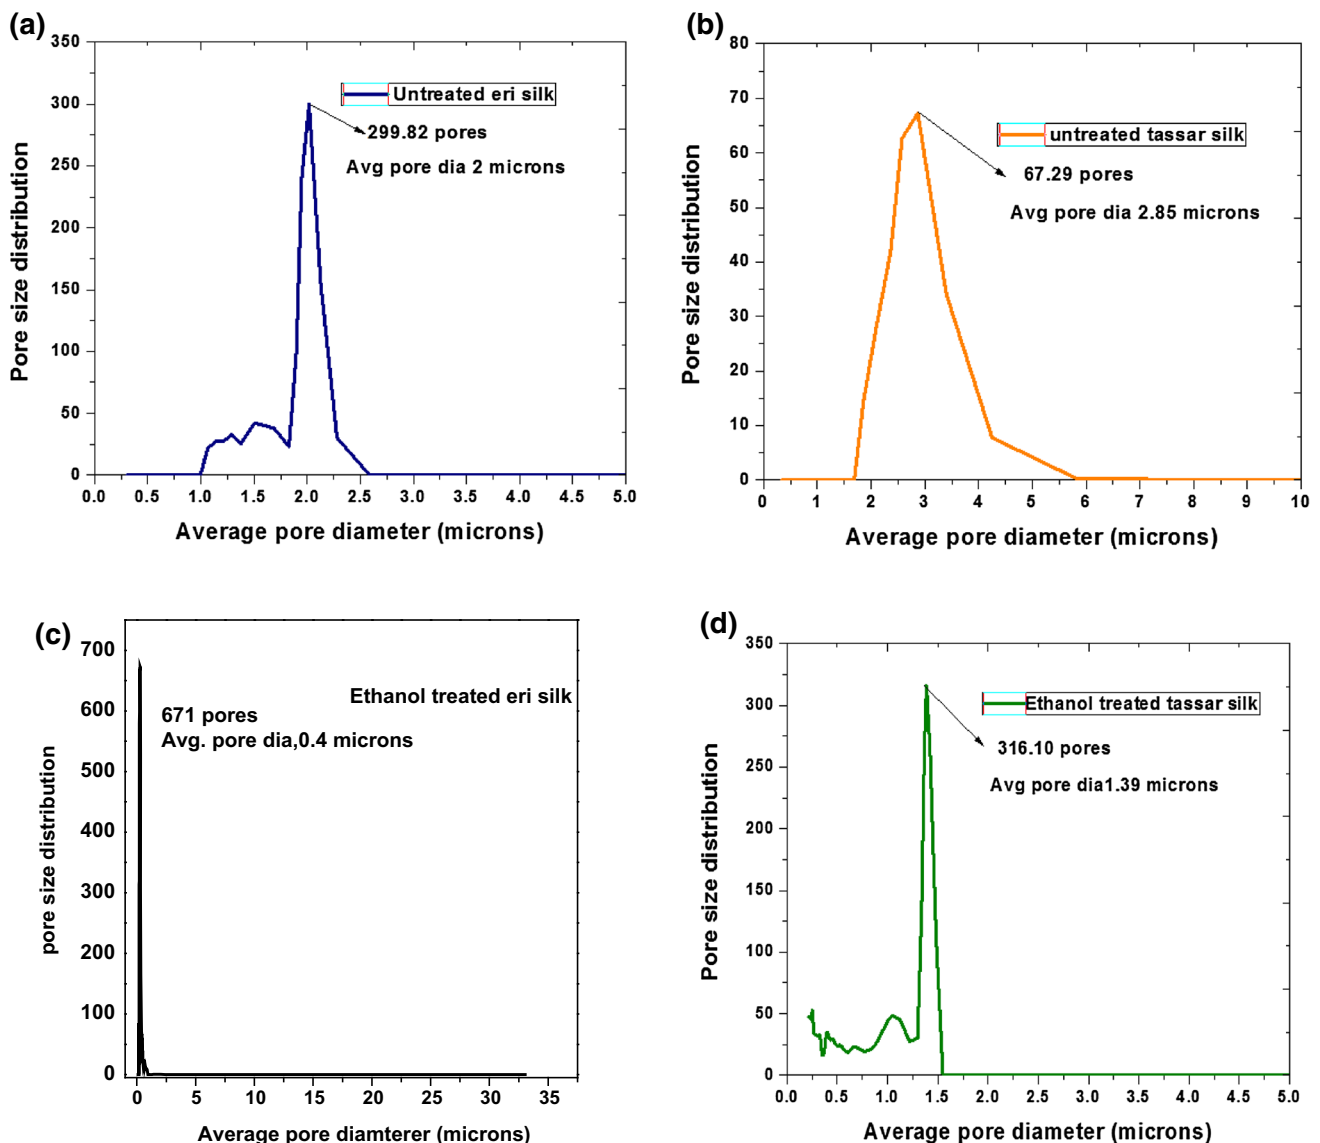 (a)
350
300
250
200
150
100
50
0
0.0 0.5 1.0 1.5 2.0 2.5 3.0 3.5 4.0 4.5 5.0
Pore size distribution
Average pore diameter (microns)
Untreated eri silk
299.82 pores
Avg pore dia 2 microns
(b)
80
70
60
50
40
30
20
10
0
0 1 2 3 4 5 6 7 8 9 10
Pore size distribution
Average pore diameter (microns)
untreated tassar silk
67.29 pores
Avg pore dia 2.85 microns
(c)
700
600
500
400
300
200
100
0
0 5 10 15 20 25 30 35
pore size distribution
Average pore diamterer (microns)
Ethanol treated eri silk
671 pores
Avg. pore dia,0.4 microns
(d)
350
300
250
200
150
100
50
0
0.0 0.5 1.0 1.5 2.0 2.5 3.0 3.5 4.0 4.5 5.0
Pore size distribution
Average pore diameter (microns)
Ethanol treated tassar silk
316.10 pores
Avg pore dia1.39 microns